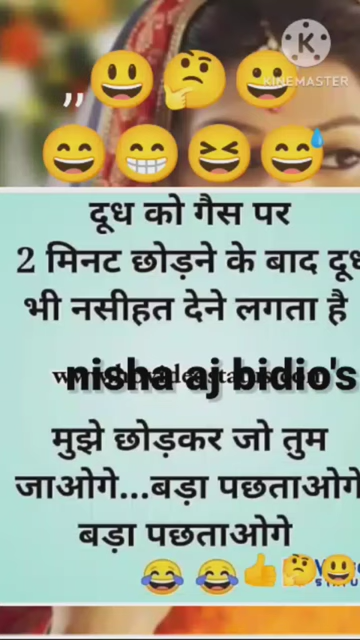 ,,
KINEMASTER
दूध को गैस पर
2 मिनट छोड़ने के बाद दूध
भी नसीहत देने लगता है
nisha aj bidio's
मुझे छोड़कर जो तुम
जाओगे...बड़ा पछताओगे
बड़ा पछताओगे